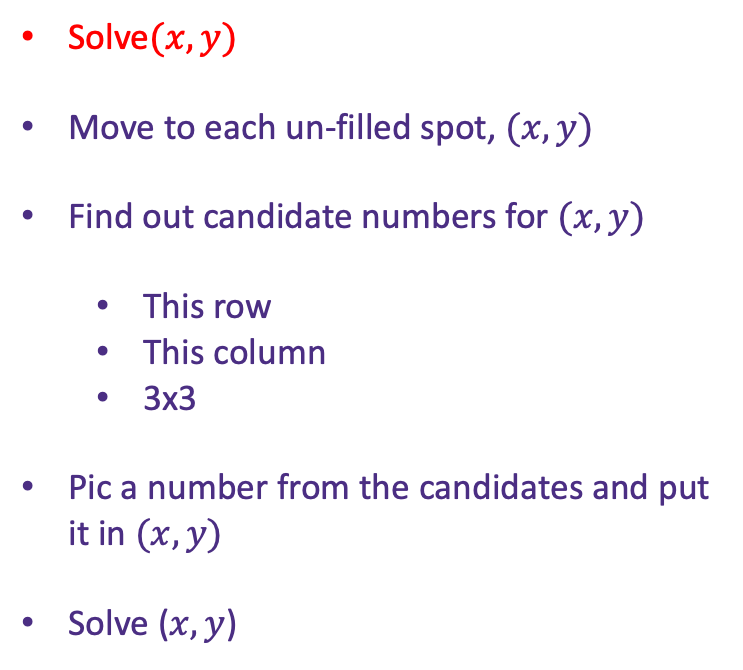 • Solve(x, y)
• Move to each un-filled spot, (x, y)
• Find out candidate numbers for (x, y)
• This row
• This column
• 3x3
• Pic a number from the candidates and put
it in (x, y)
• Solve (x, y)